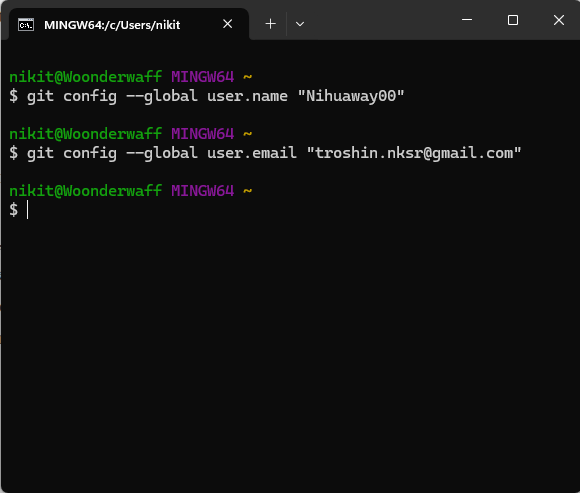 MINGW64:/c/Users/nikit
nikit@Woonderwaff MINGW64 ~
$ git config --global user.name "Nihuaway00"
nikit@Woonderwaff MINGW64 ~
$ git config --global user.email "troshin.nksr@gmail.com"
nikit@Woonderwaff MINGW64 ~
$